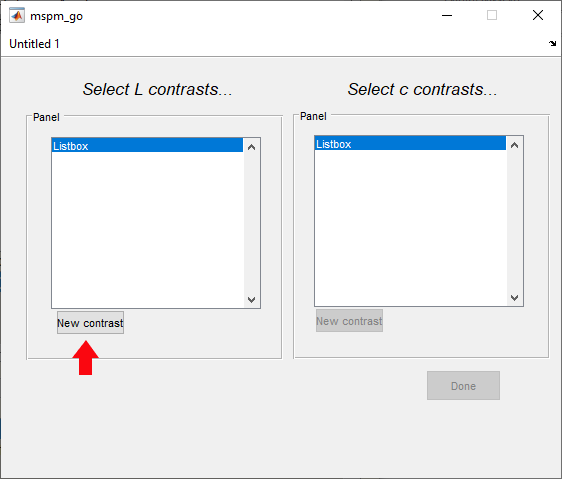 mspm_go
Untitled 1
Select L contrasts...
Select c contrasts...
Panel
Listbox
New contrast
Panel
Listbox
New contrast
Done